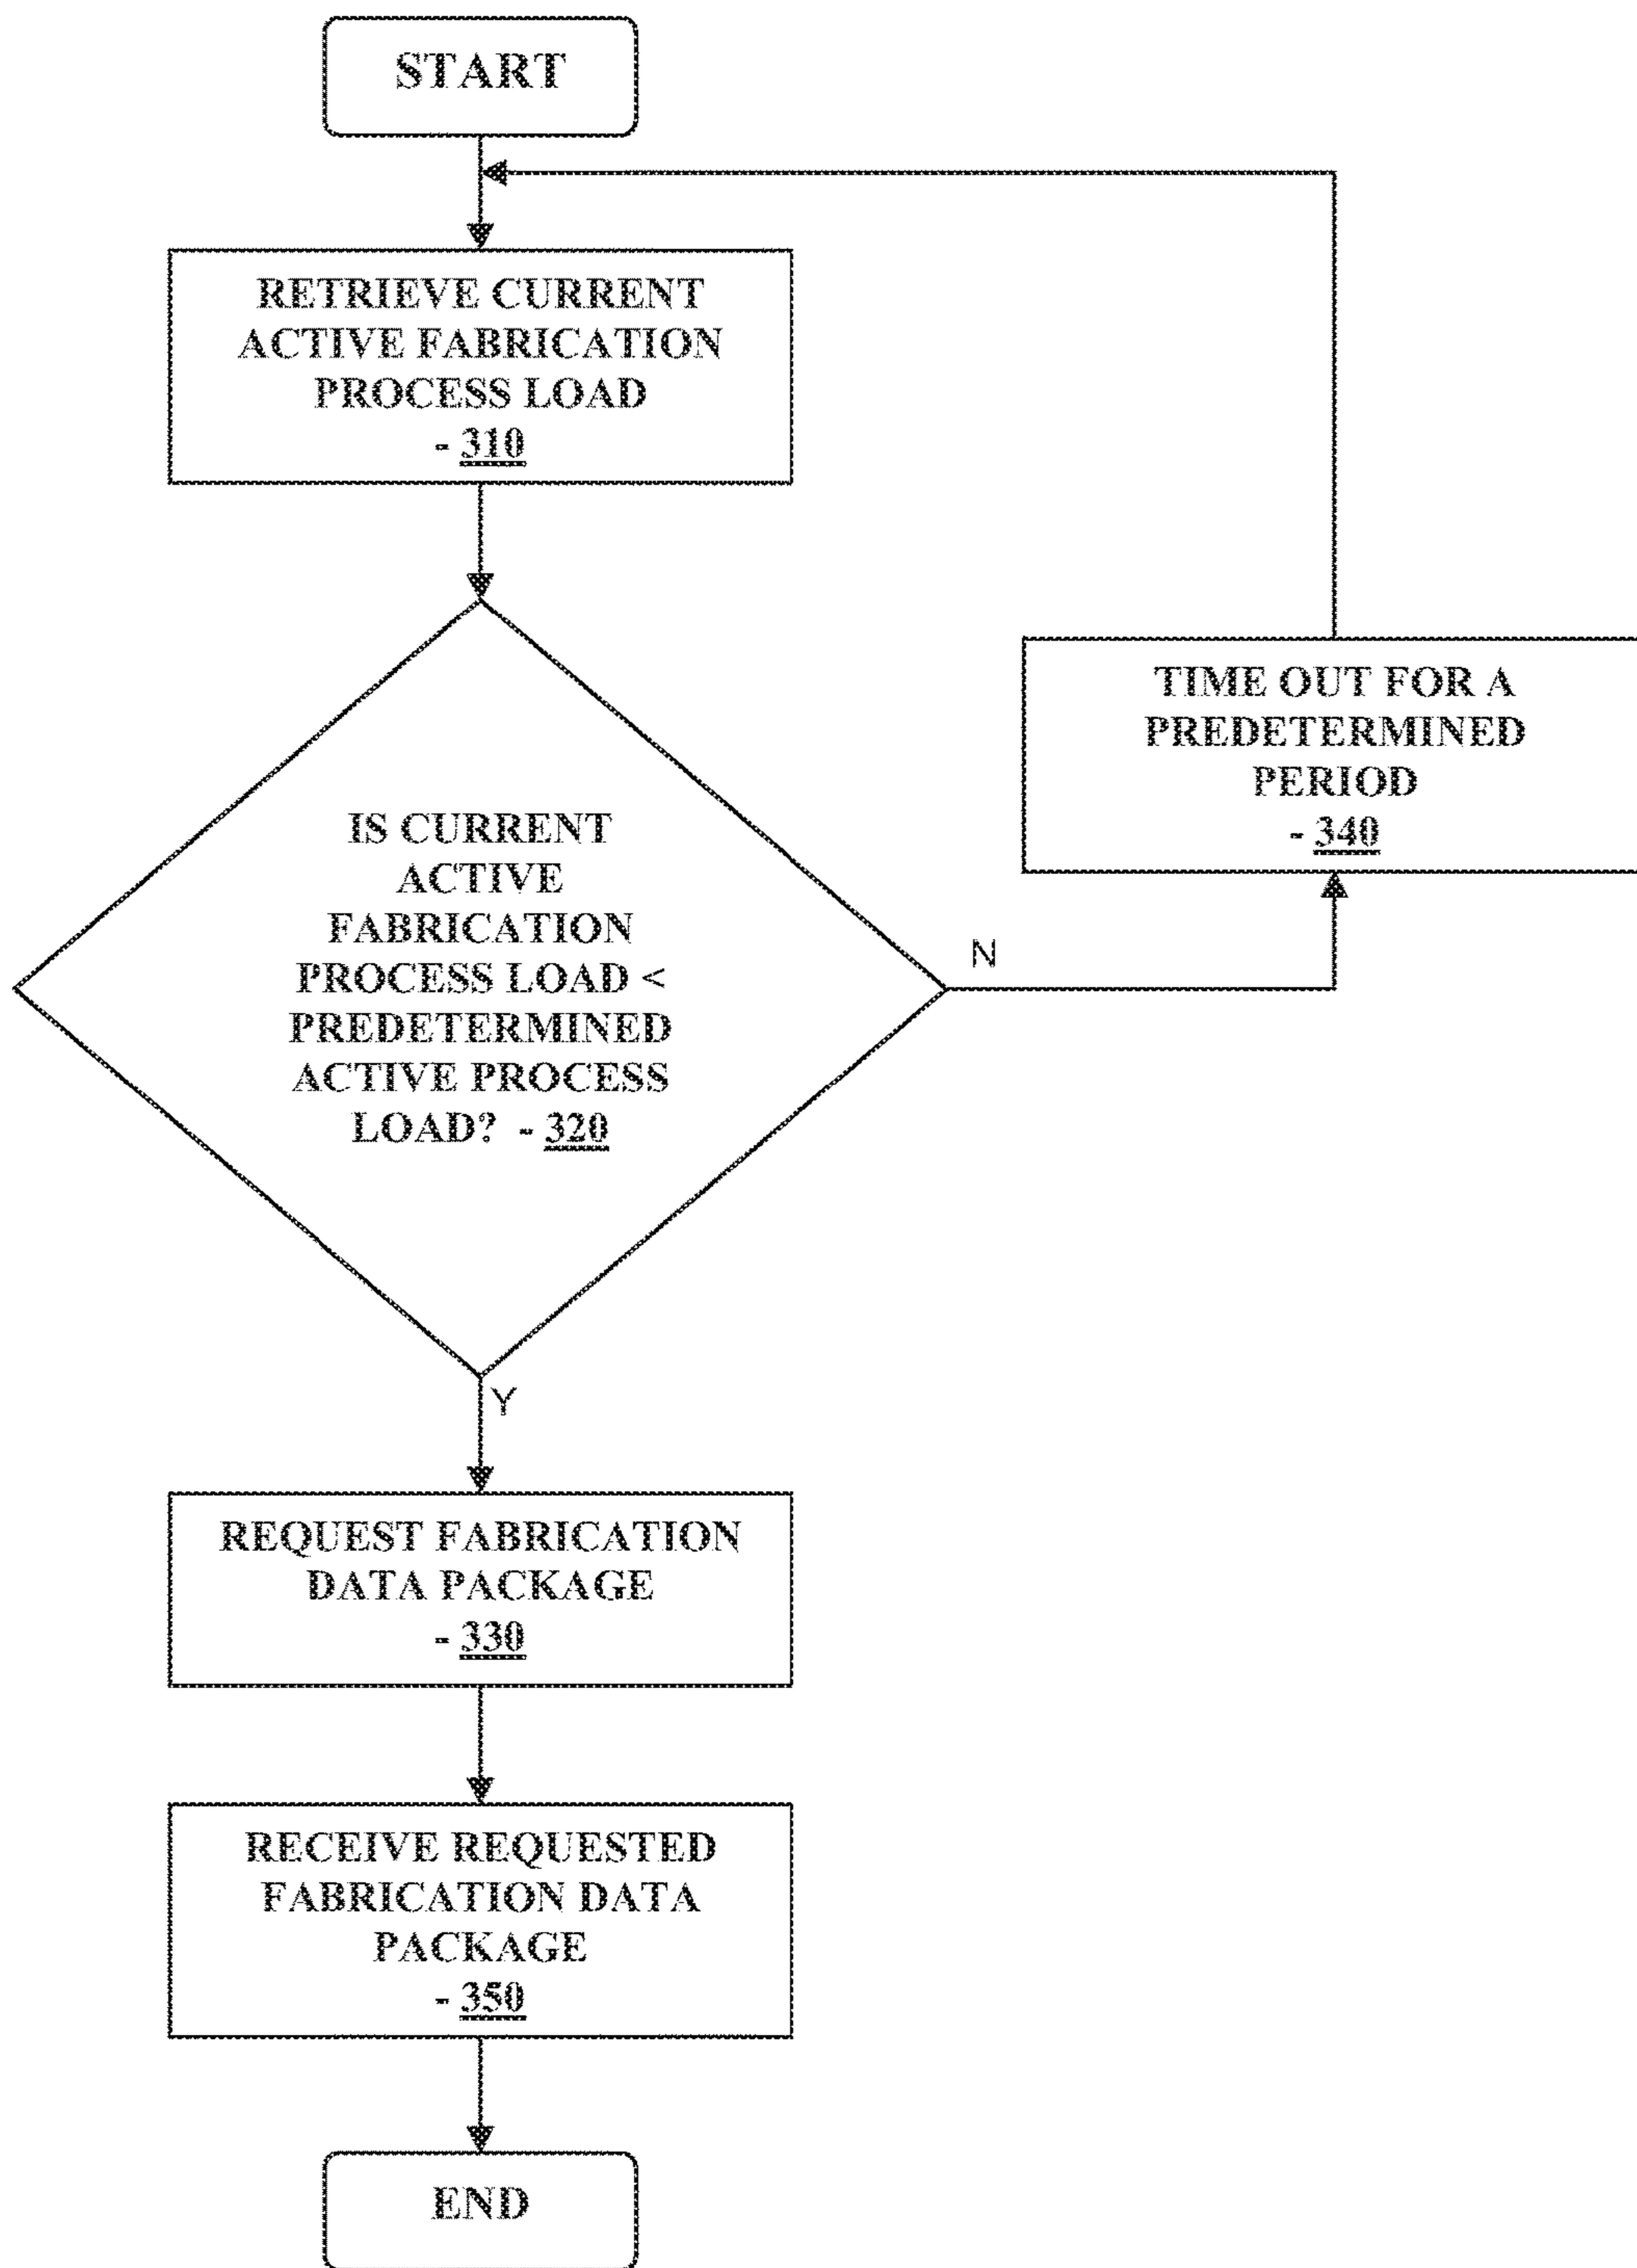 START
RETRIEVE CURRENT
ACTIVE FABRICATION
PROCESS LOAD
- 310
IS CURRENT
ACTIVE
FABRICATION
PROCESS LOAD <
PREDETERMINED
ACTIVE PROCESS
LOAD? - 320
N
TIME OUT FOR A
PREDETERMINED
PERIOD
- 340
Y
REQUEST FABRICATION
DATA PACKAGE
- 330
RECEIVE REQUESTED
FABRICATION DATA
PACKAGE
- 350
END